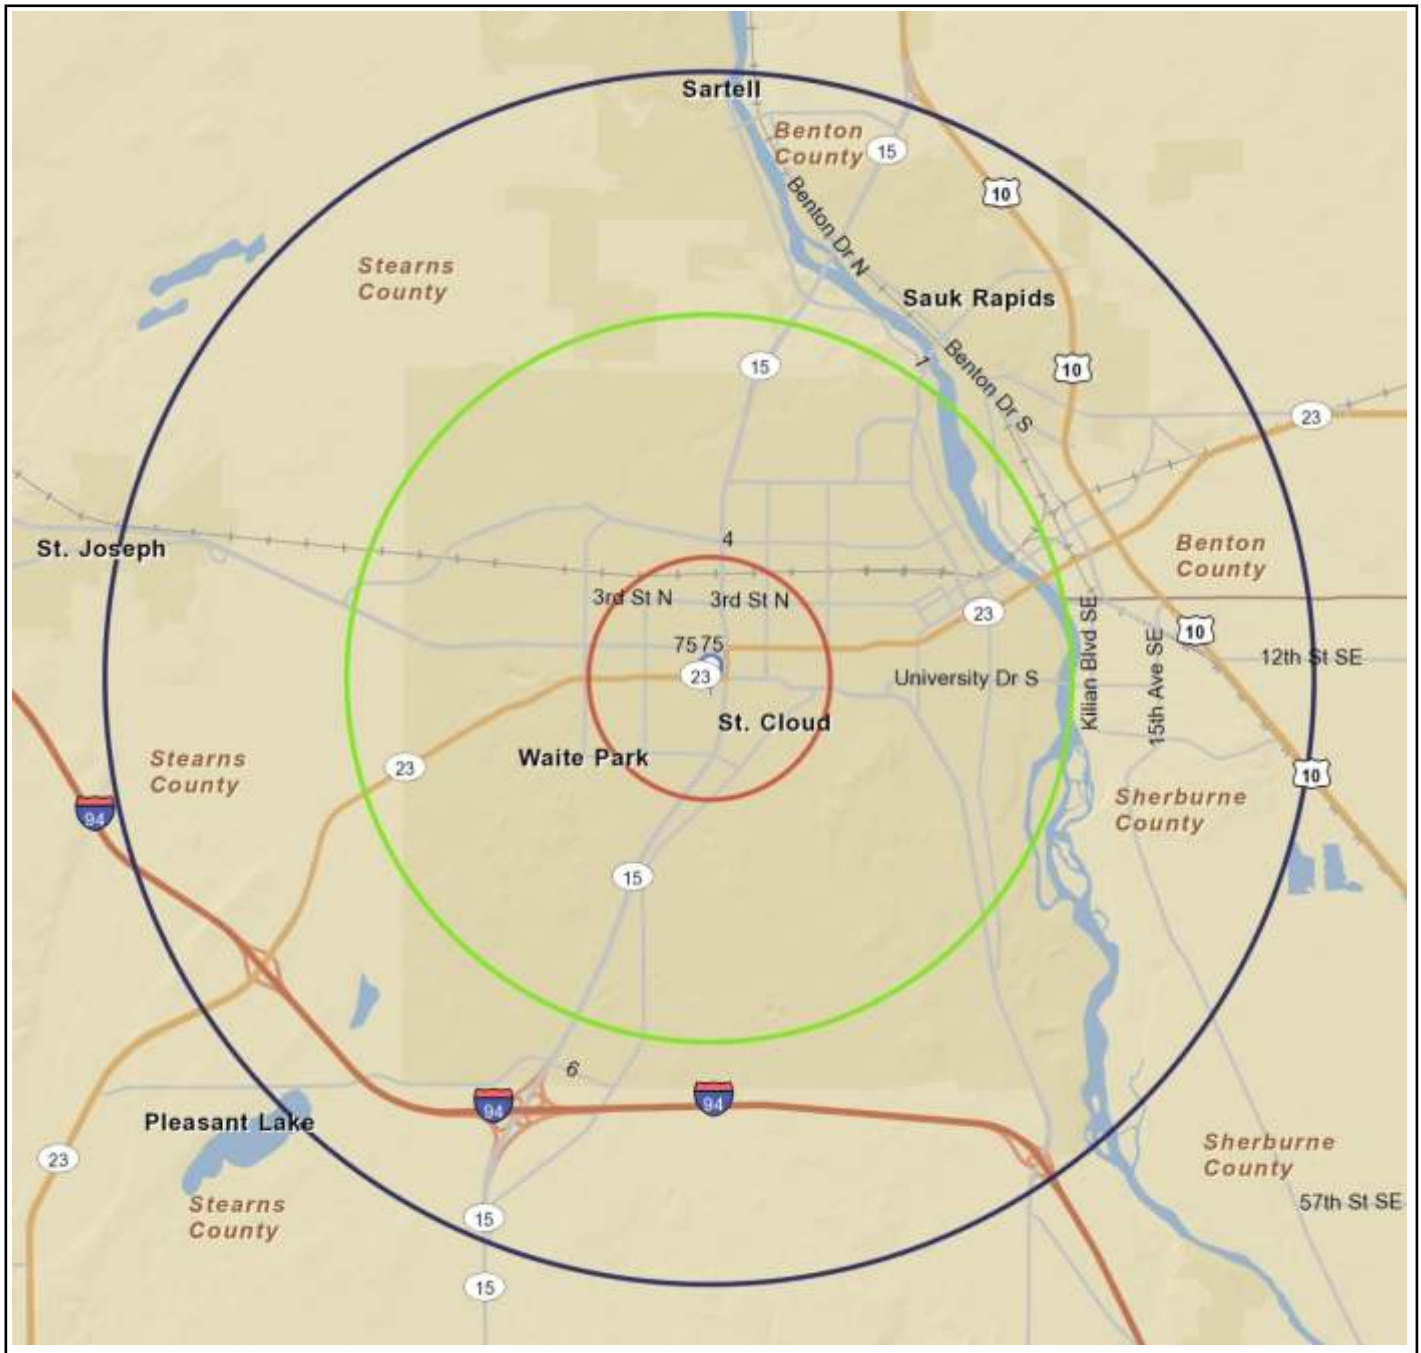 Sartell
Benton
County
15
10
Benton Dr N
Stearns
County
Sauk Rapids
15
1
Benton Dr S
10
23
4
St. Joseph
Benton
County
3rd St N
3rd St N
23
10
75 75
23
University Dr S
Kilian Blvd SE
15th Ave SE
12th St SE
St. Cloud
Waite Park
Stearns
County
23
10
94
Sherburne
County
15
6
94
94
Pleasant Lake
23
Sherburne
County
Stearns
County
57th St SE
15
15